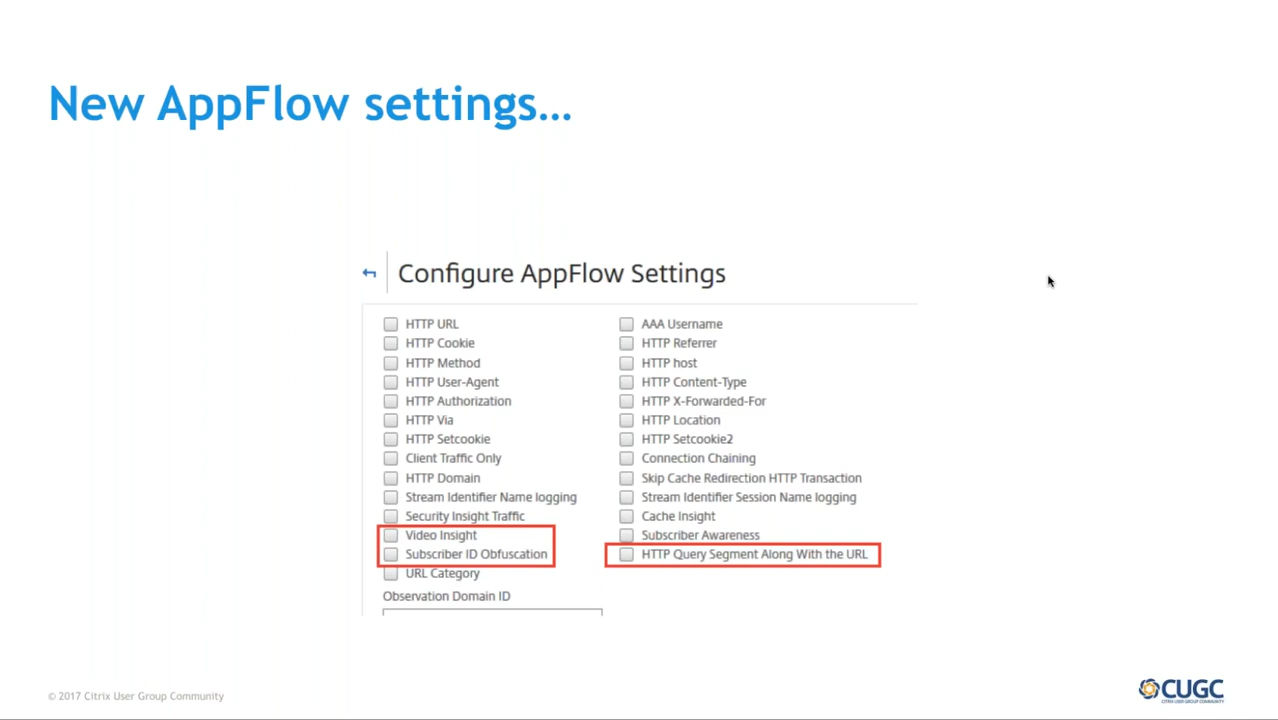 New AppFlow settings...
Configure AppFlow Settings
HTTP URL
HTTP Cookie
HTTP Method
HTTP User-Agent
HTTP Authorization
HTTP Via
HTTP Setcookie
Client Traffic Only
HTTP Domain
Stream Identifier Name logging
Security Insight Traffic
Video Insight
Subscriber ID Obfuscation
URL Category
AAA Username
HTTP Referrer
HTTP host
HTTP Content-Type
HTTP X-Forwarded-For
HTTP Location
HTTP Setcookie2
Connection Chaining
Skip Cache Redirection HTTP Transaction
Stream Identifier Session Name logging
Cache Insight
Subscriber Awareness
HTTP Query Segment Along With the URL
Observation Domain ID
© 2017 Citrix User Group Community
CUGC
CITRIX USER GROUP COMMUNITY